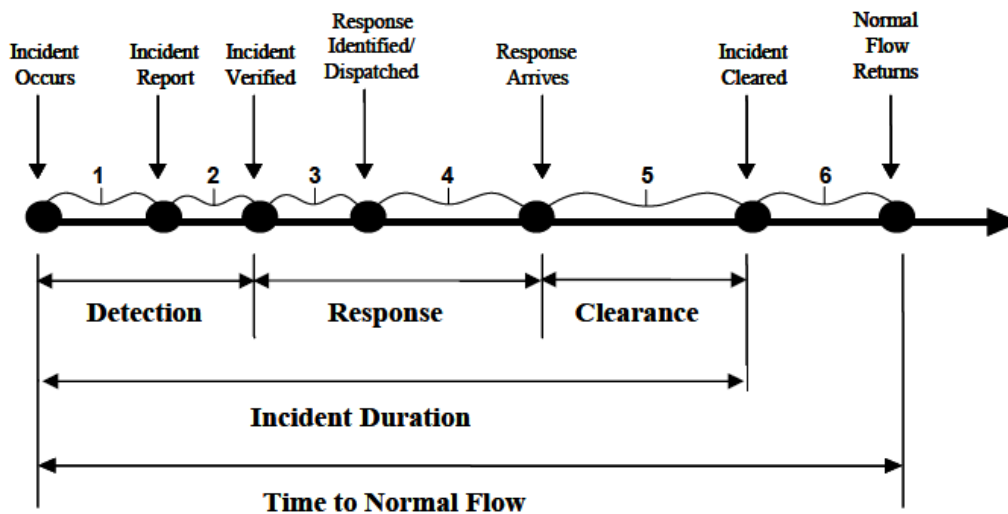 Incident
Occurs
Incident
Report
Incident
Verified
Response
Identified/
Dispatched
Response
Arrives
Incident
Cleared
Normal
Flow
Returns
1
2
3
4
5
6
Detection
Response
Clearance
Incident Duration
Time to Normal Flow